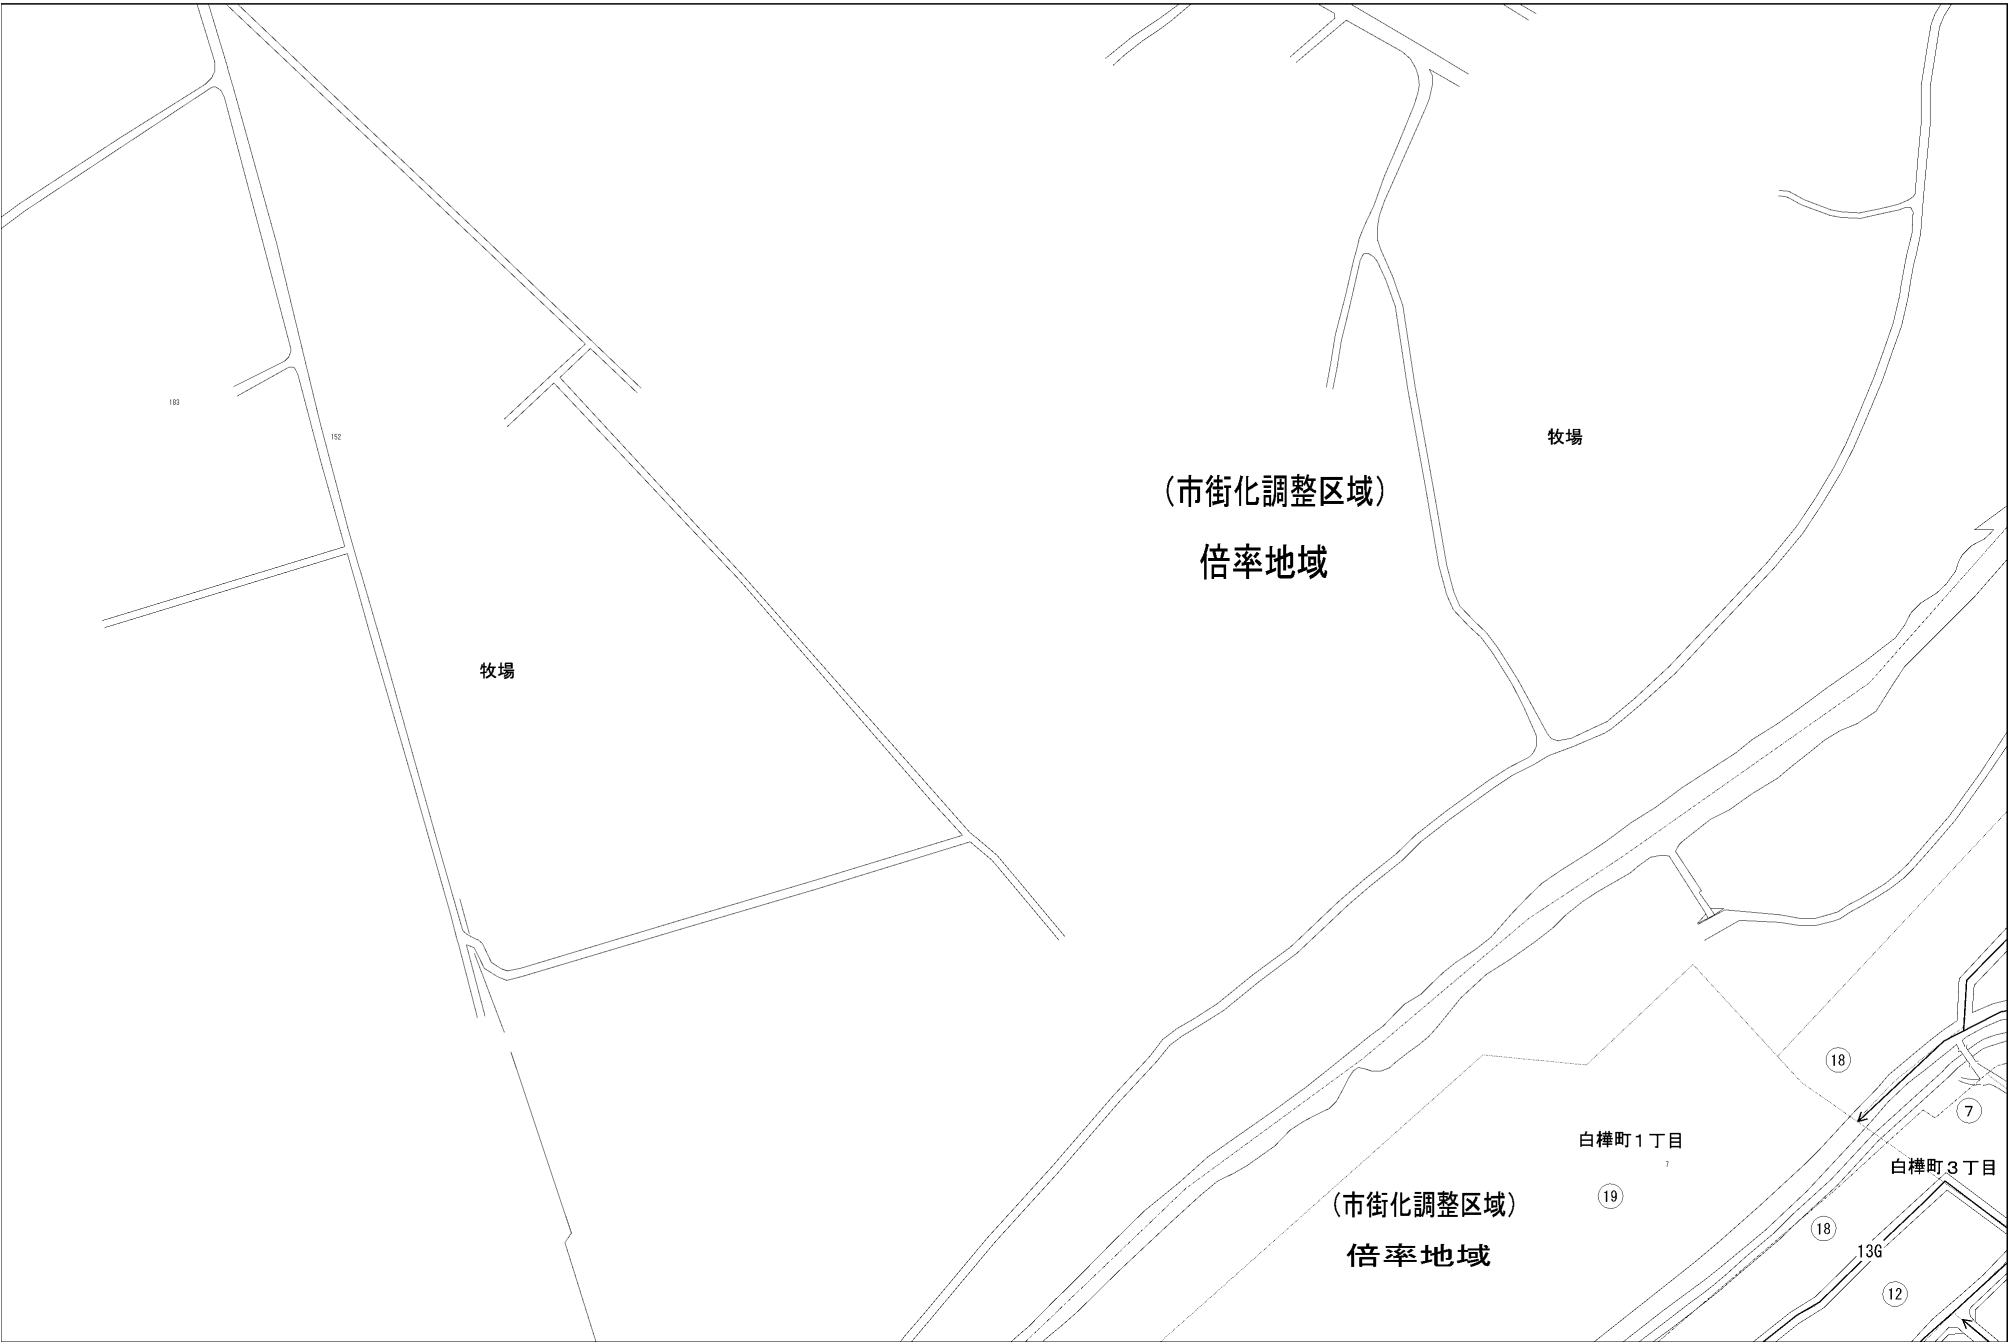 183
152
牧場
（市街化調整区域）
倍率地域
牧場
18
7
白樺町１丁目
7
白樺町３丁目
19
（市街化調整区域）
倍率地域
18
13G
12